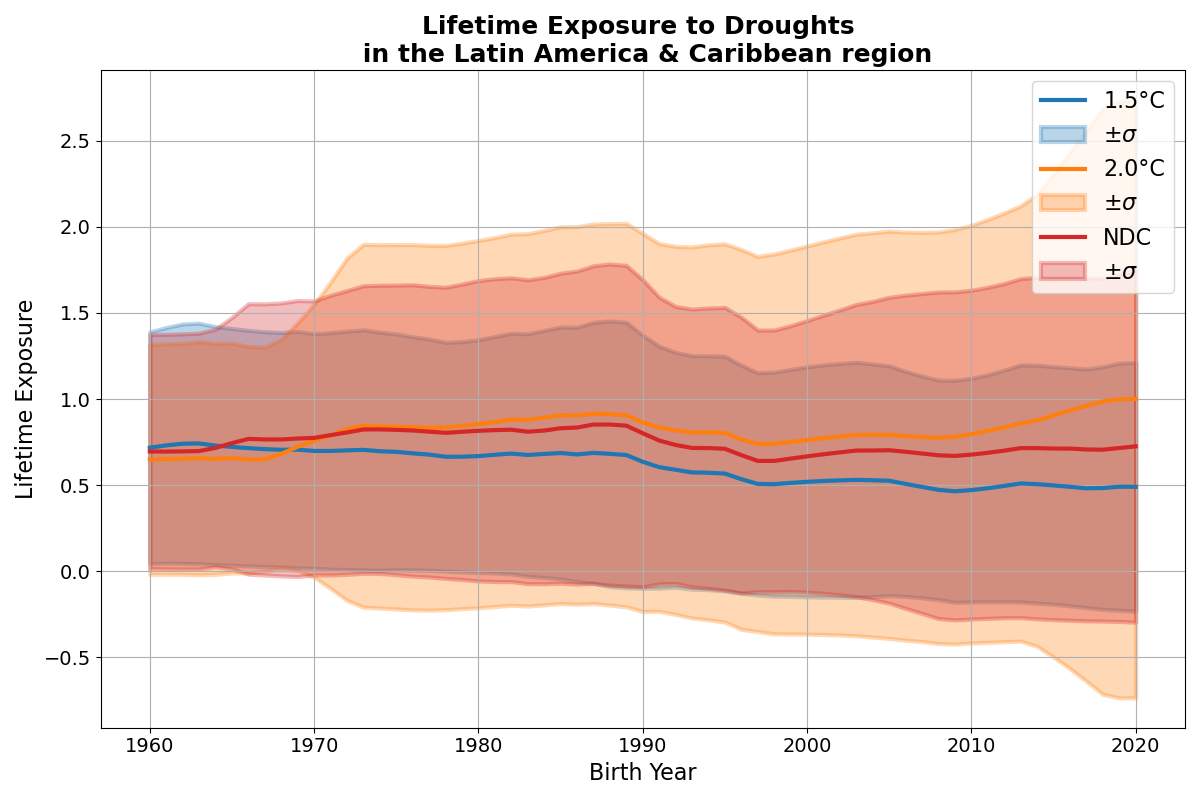 Lifetime Exposure to Droughts
in the Latin America & Caribbean region
1.5°C
±σ
2.0°C
±σ
NDC
±σ
2.5
2.0
1.5
1.0
0.5
0.0
−0.5
Lifetime Exposure
1960 1970 1980 1990 2000 2010 2020
Birth Year